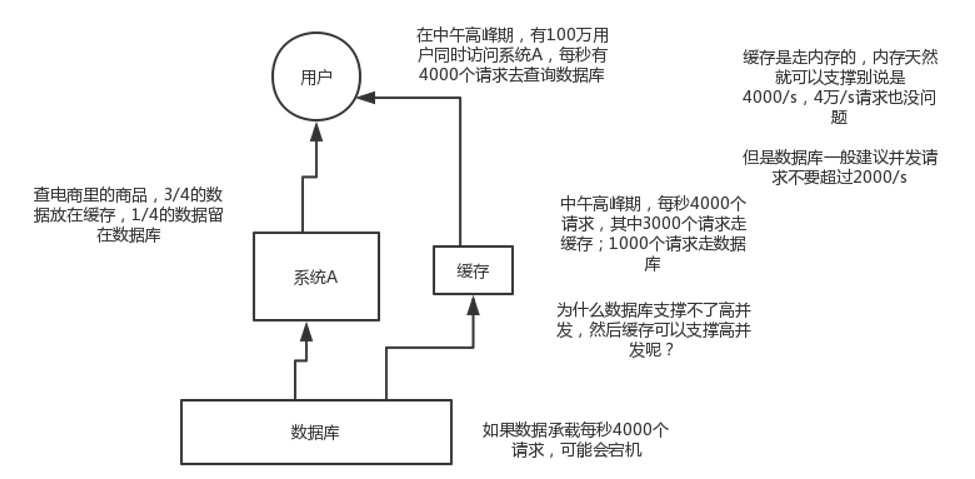 在中午高峰期，有100万用
户同时访问系统A，每秒有
4000个请求去查询数据库
缓存是走内存的，内存天然
就可以支撑别说是
4000/s，4万/s请求也没问
题
但是数据库一般建议并发请
求不要超过2000/s
用户
查电商里的商品，3/4的数
据放在缓存，1/4的数据留
在数据库
中午高峰期，每秒4000个
请求，其中3000个请求走
缓存；1000个请求走数据
库
系统A
缓存
为什么数据库支撑不了高并
发，然后缓存可以支撑高并
发呢？
数据库
如果数据承载每秒4000个
请求，可能会宕机